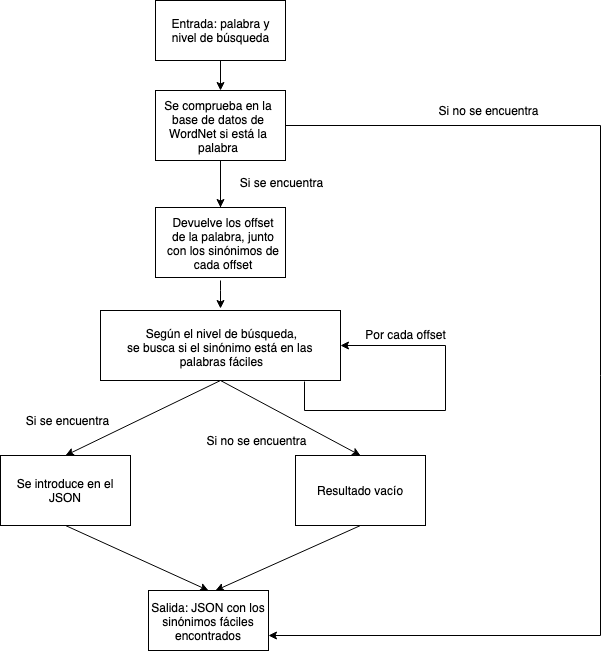 Entrada: palabra y
nivel de búsqueda
Se comprueba en la
base de datos de
WordNet si está la
palabra
Si no se encuentra
Si se encuentra
Devuelve los offset
de la palabra, junto
con los sinónimos de
cada offset
Según el nivel de búsqueda,
se busca si el sinónimo está en las
palabras fáciles
Por cada offset
Si se encuentra
Si no se encuentra
Se introduce en el
JSON
Resultado vacío
Salida: JSON con los
sinónimos fáciles
encontrados